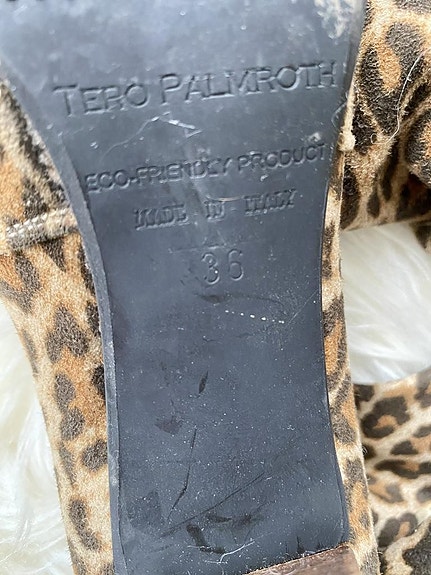 TERO PALMROTH
ECO-FRIENDLY PRODUCT
MADE IN ITALY
36